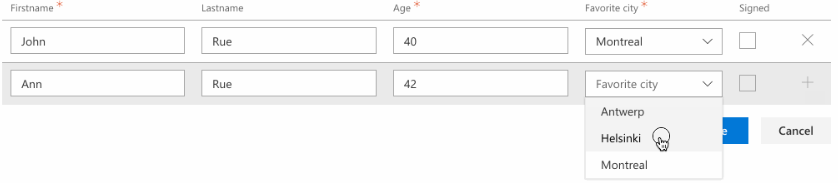 Firstname * Lastname Age * Favorite city * Signed
John Rue 40 Montreal
Ann Rue 42 Favorite city
Antwerp
Helsinki
Cancel
Montreal